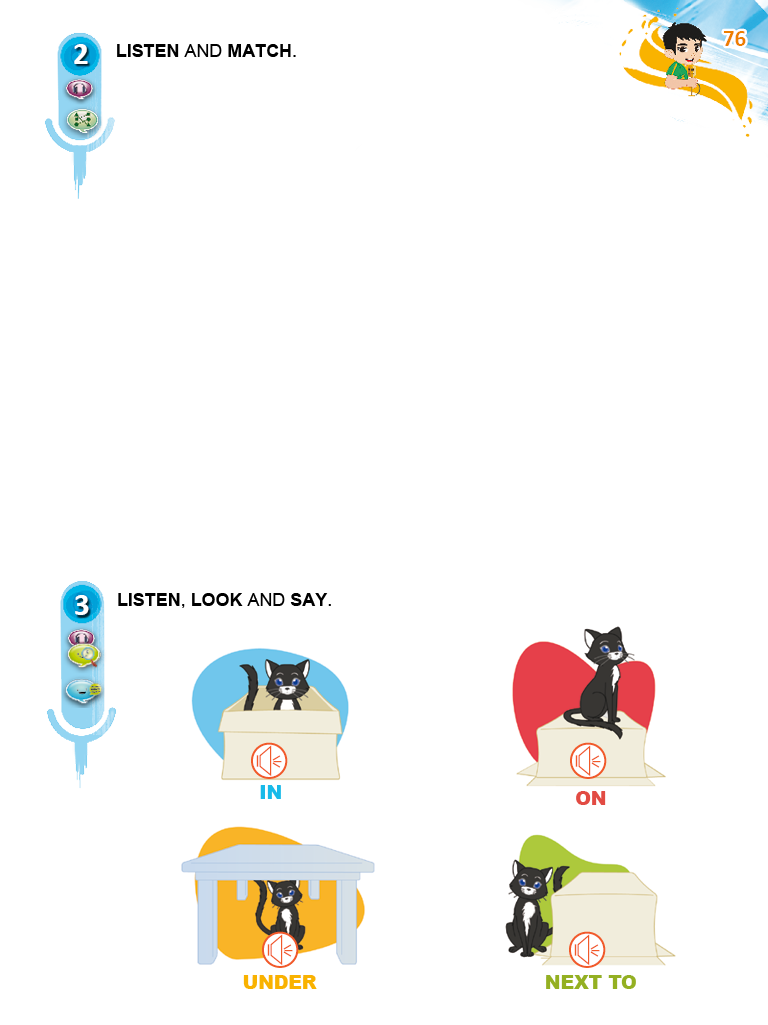 76
2
LISTEN AND MATCH.
3
LISTEN, LOOK AND SAY.
IN
ON
UNDER
NEXT TO